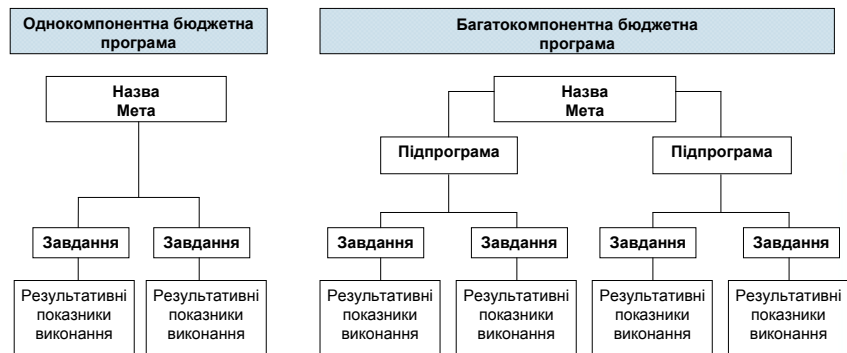 Однокомпонентна бюджетна
програма
Багатокомпонентна бюджетна
програма
Назва
Мета
Назва
Мета
Підпрограма
Підпрограма
Завдання
Завдання
Завдання
Завдання
Завдання
Завдання
Результативні
показники
виконання
Результативні
показники
виконання
Результативні
показники
виконання
Результативні
показники
виконання
Результативні
показники
виконання
Результативні
показники
виконання